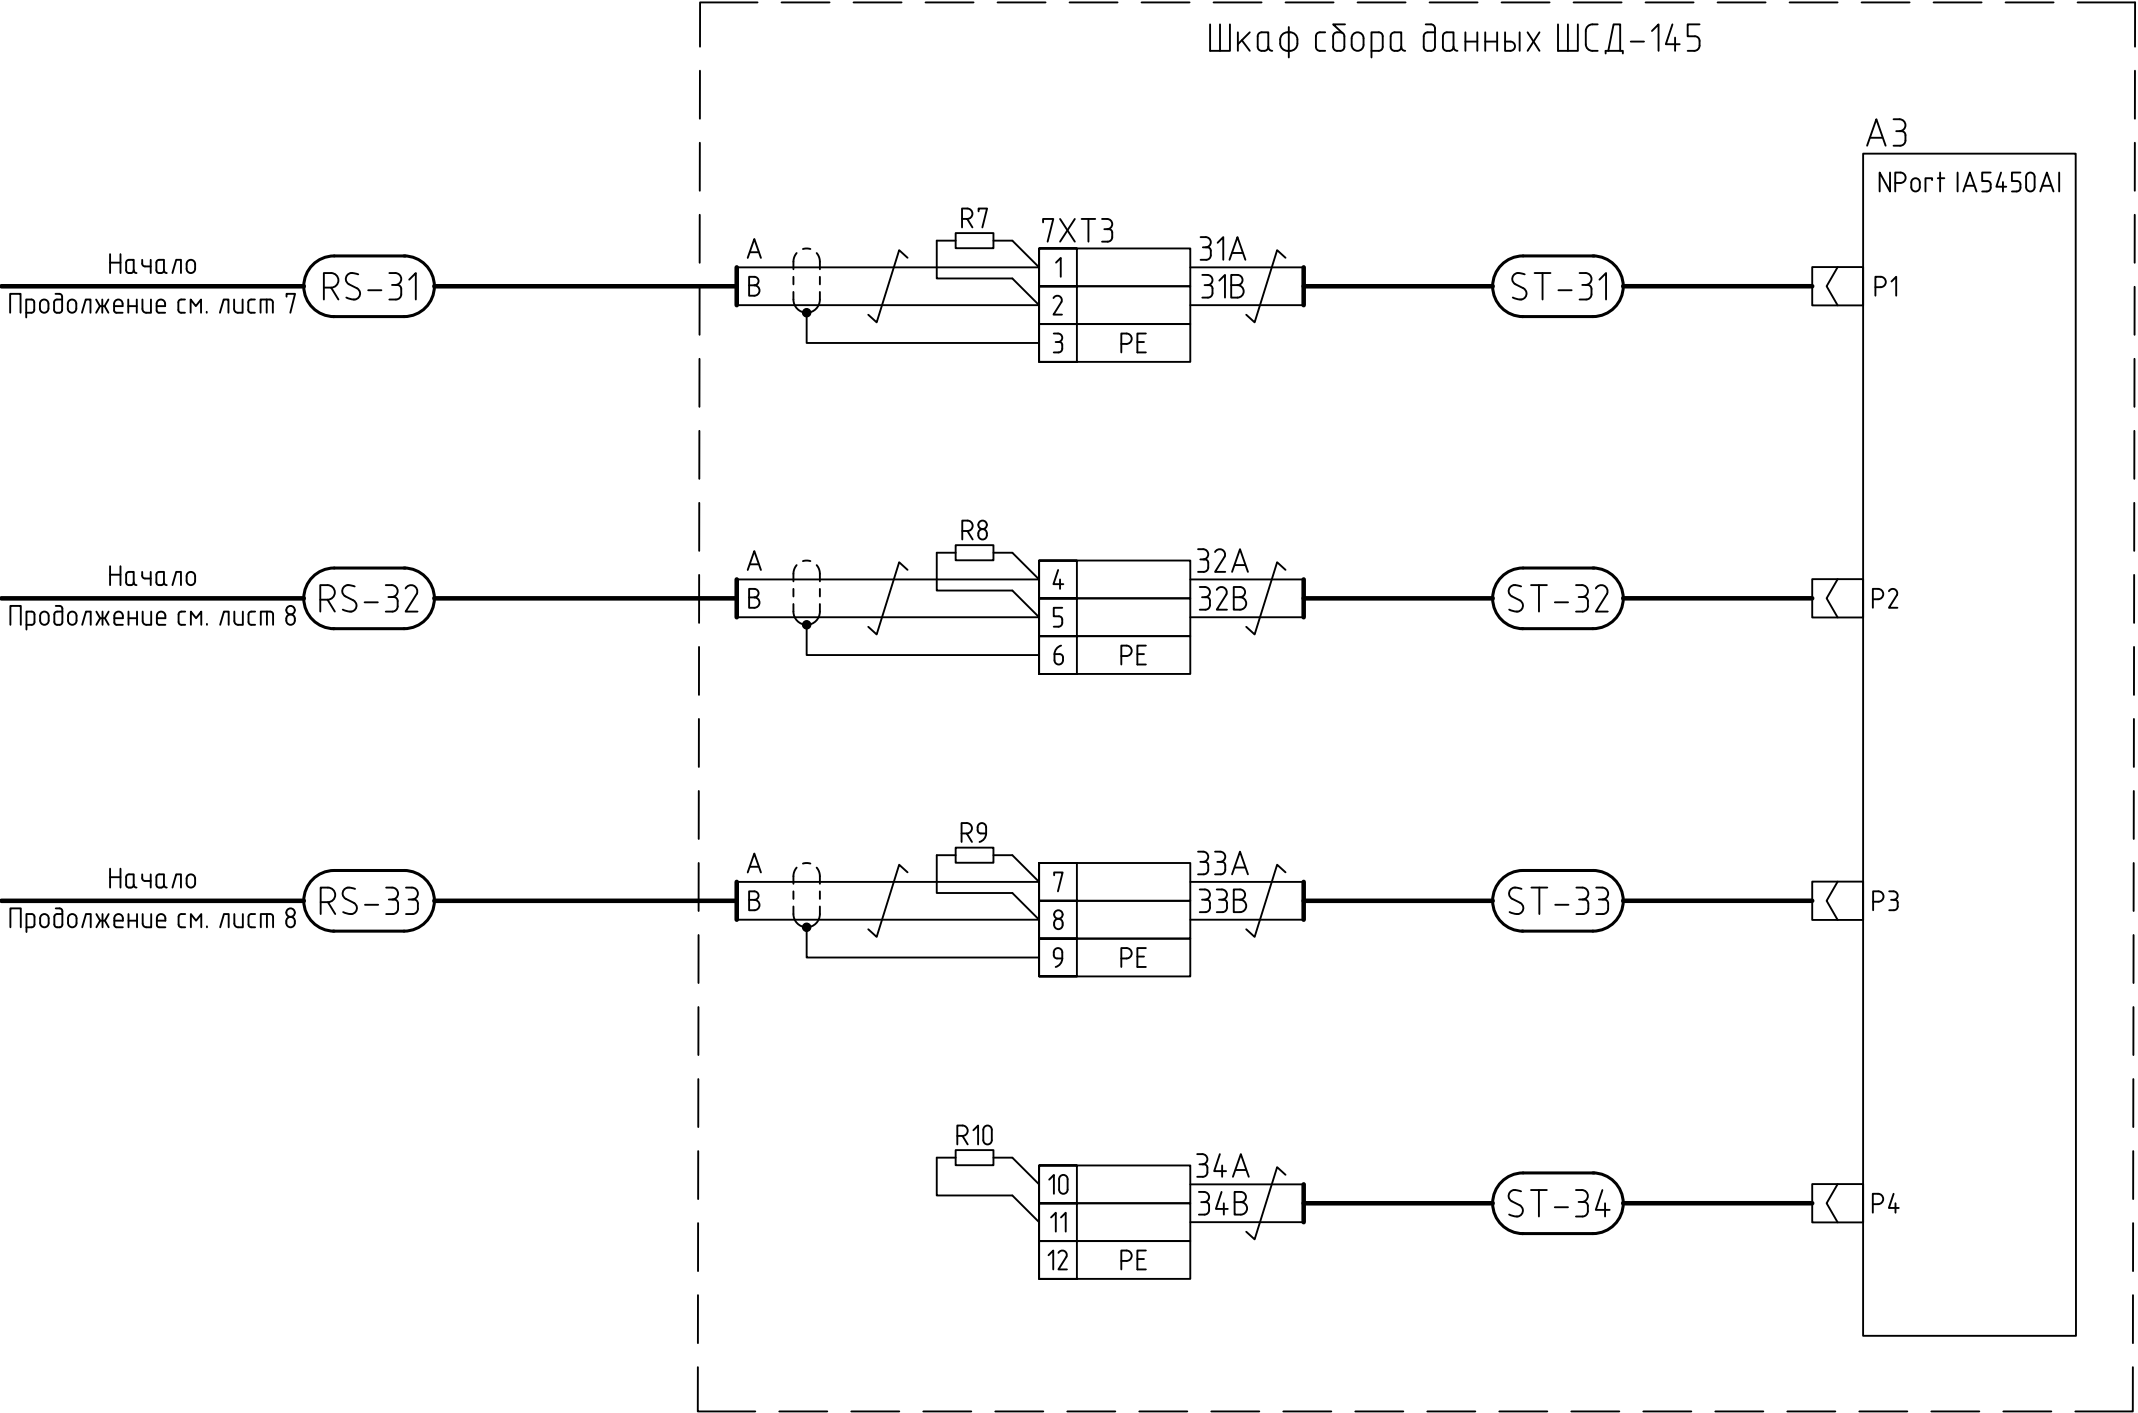 Шкаф сбора данных ШСД-145
А3
NPort IA5450AI
Начало
Продолжение см. лист 7
RS-31
A
B
R7
7XT3
1
2
3
PE
31A
31B
ST-31
P1
Начало
Продолжение см. лист 8
RS-32
A
B
R8
4
5
6
PE
32A
32B
ST-32
P2
Начало
Продолжение см. лист 8
RS-33
A
B
R9
7
8
9
PE
33A
33B
ST-33
P3
R10
10
11
12
PE
34A
34B
ST-34
P4